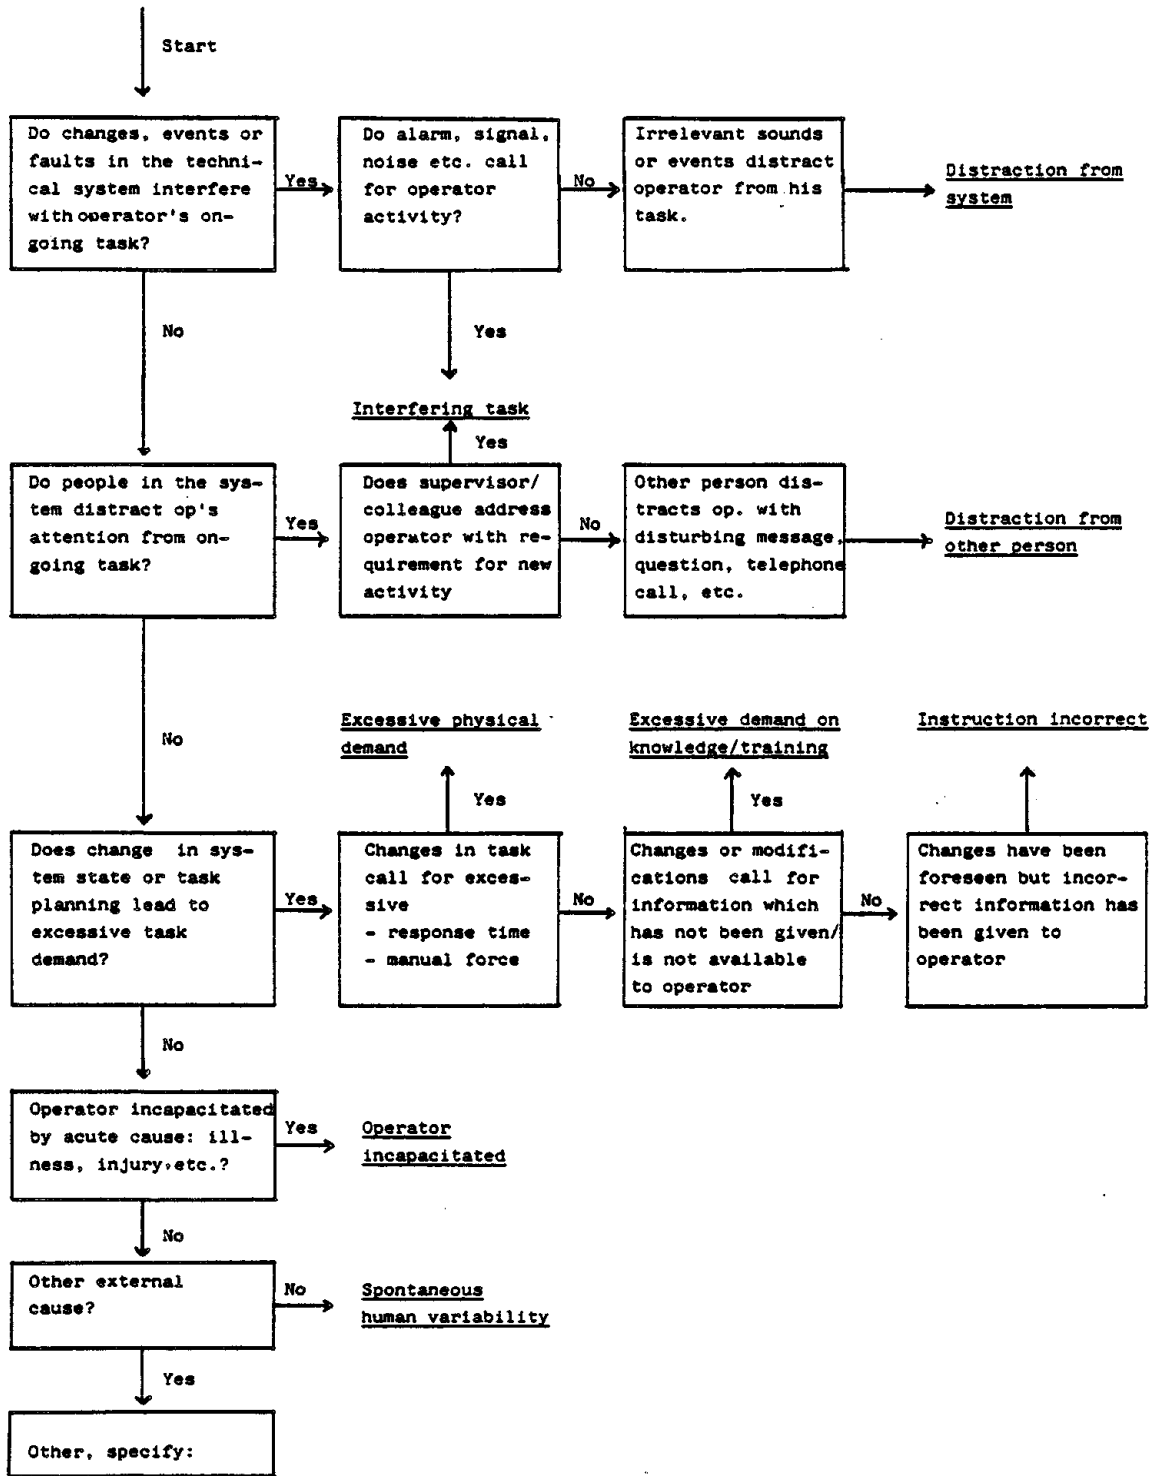 Start
Do changes, events or
faults in the techni-
cal system interfere
with operator's on-
going task?
Yes
Do alarm, signal,
noise etc. call
for operator
activity?
No
Irrelevant sounds
or events distract
operator from his
task.
Distraction from
system
No
Yes
Interfering task
Yes
Do people in the sys-
tem distract op's
attention from on-
going task?
Yes
Does supervisor/
colleague address
operator with re-
quirement for new
activity
No
Other person dis-
tracts op. with
disturbing message,
question, telephone
call, etc.
Distraction from
other person
No
Excessive physical
demand
Excessive demand on
knowledge/training
Instruction incorrect
Yes
Yes
Does change in sys-
tem state or task
planning lead to
excessive task
demand?
Yes
Changes in task
call for exces-
sive
- response time
- manual force
No
Changes or modifi-
cations call for
information which
has not been given/
is not available
to operator
No
Changes have been
foreseen but incor-
rect information has
been given to
operator
No
Operator incapacitated
by acute cause: ill-
ness, injury, etc.?
Yes
Operator
incapacitated
No
Other external
cause?
No
Spontaneous
human variability
Yes
Other, specify: